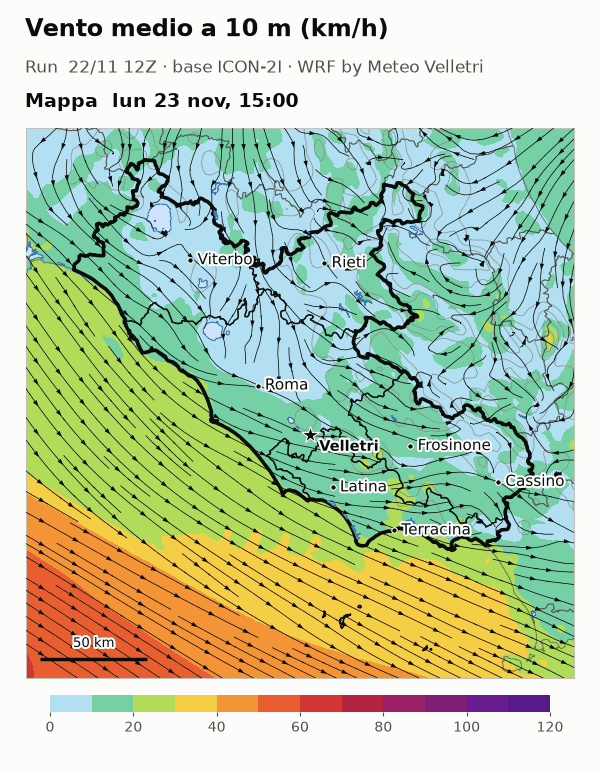 Vento medio a 10 m (km/h)
Run  22/11 12Z · base ICON-2I · WRF by Meteo Velletri
Mappa  lun 23 nov, 15:00
Viterbo
Rieti
Roma
Velletri
Frosinone
Cassino
Latina
Terracina
50 km
0 20 40 60 80 100 120